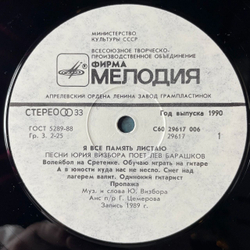 МИНИСТЕРСТВО
КУЛЬТУРЫ СССР
ВСЕСОЮЗНОЕ ТВОРЧЕСКО-
ПРОИЗВОДСТВЕННОЕ ОБЪЕДИНЕНИЕ
ФИРМА
МЕЛОДИЯ
АПРЕЛЕВСКИЙ ОРДЕНА ЛЕНИНА ЗАВОД ГРАМПЛАСТИНОК
СТЕРЕО 33
Год выпуска 1990
ГОСТ 5289-88
С60 29617 006
Гр. 3. 2-25
29617
1
Я ВСЕ ПАМЯТЬ ЛИСТАЮ
ПЕСНИ ЮРИЯ ВИЗБОРА ПОЕТ ЛЕВ БАРАШКОВ
Волейбол на Сретенке. Обучаю играть на гитаре
А я юности куда нас не несло. Снег над
лагерем валит. Одинокий гитарист
Пропажа
Муз. и слова Ю. Визбора
Анс п/р Г. Цемерова
Запись 1989 г.